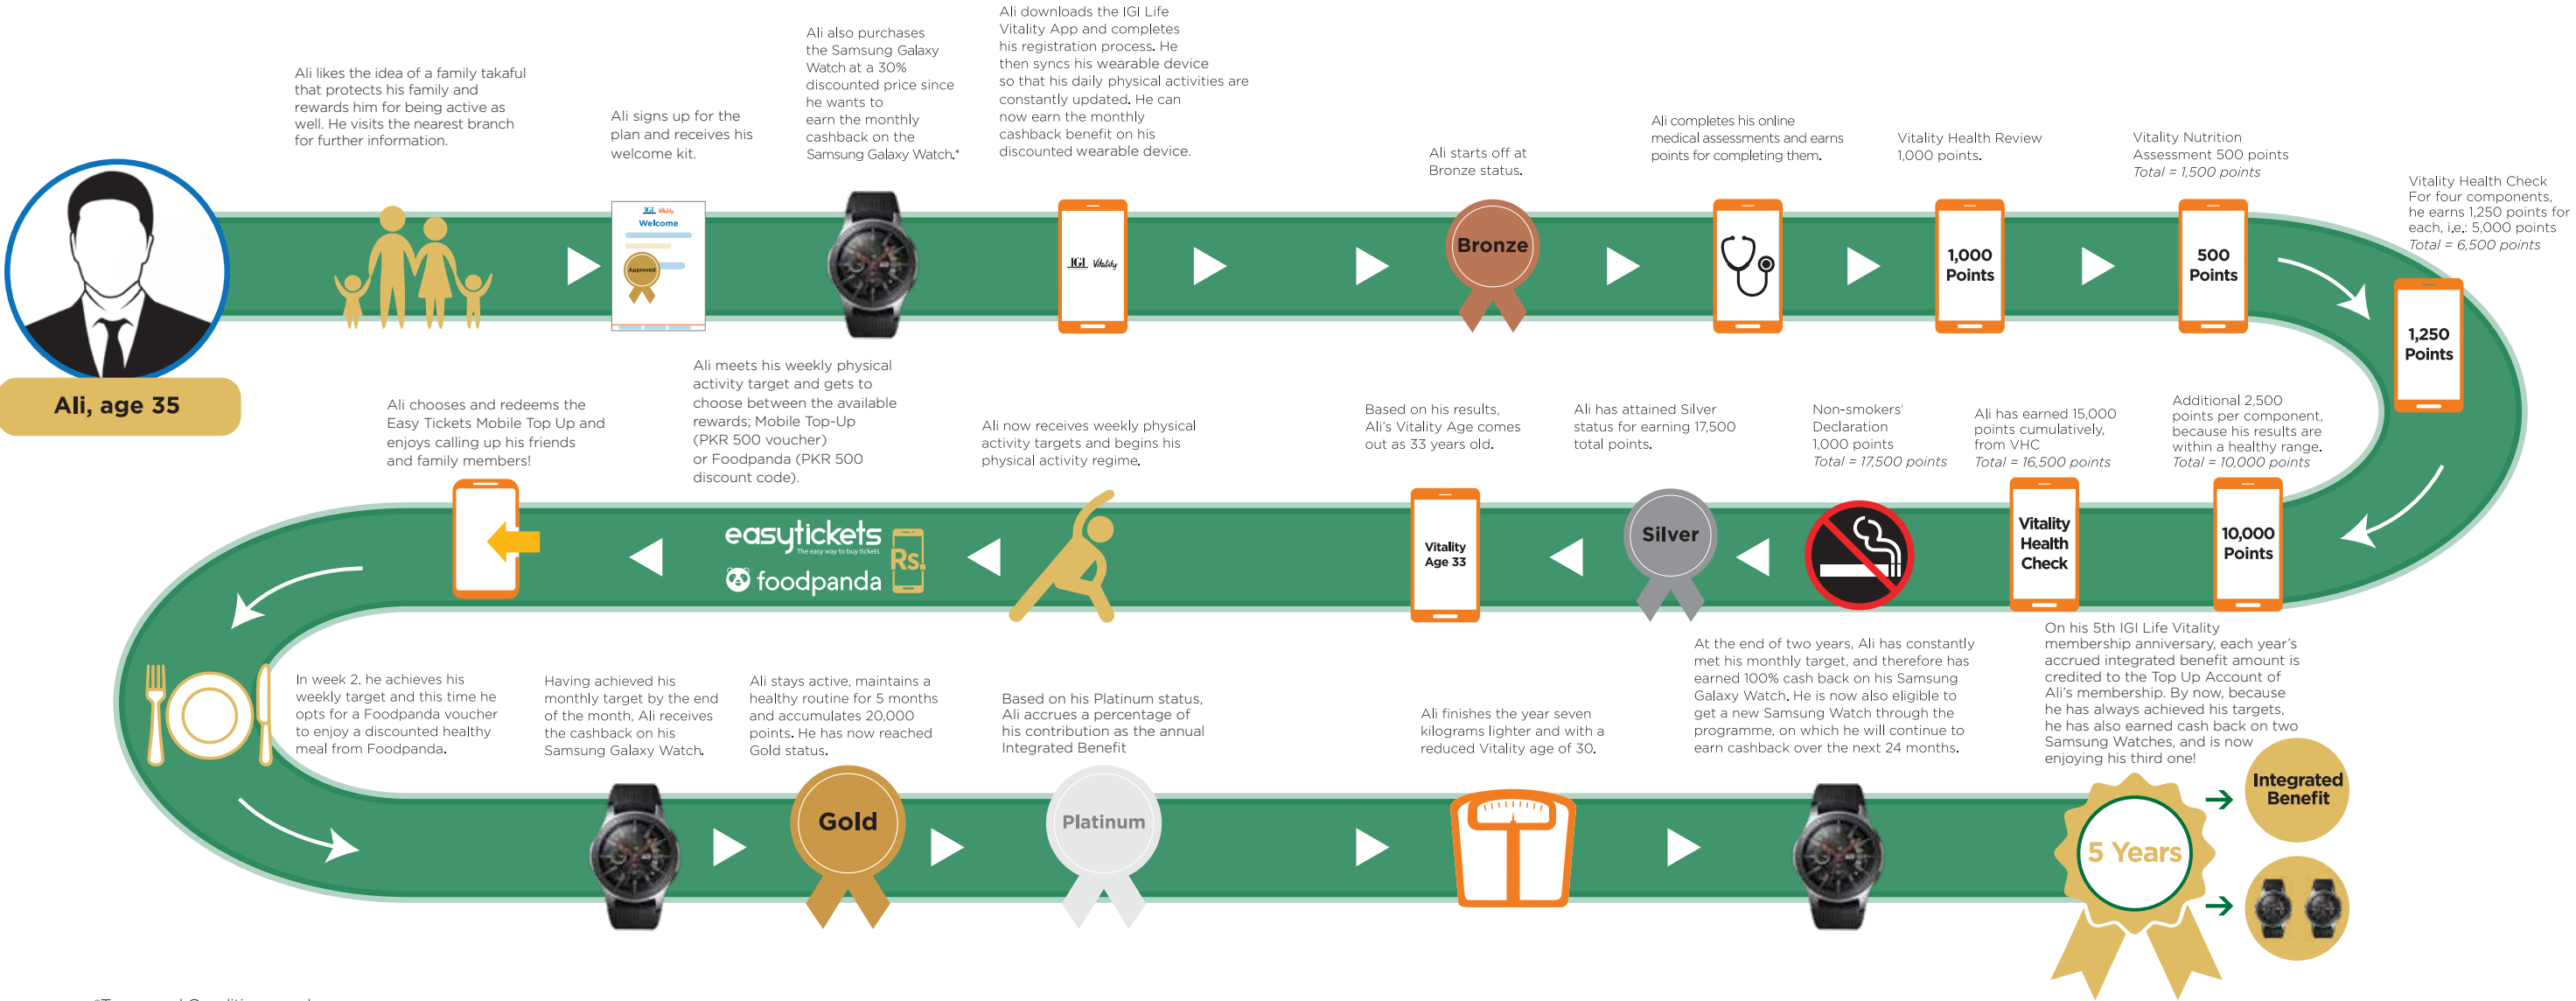 Ali likes the idea of a family takaful
that protects his family and
rewards him for being active as
well. He visits the nearest branch
for further information.
Ali signs up for the
plan and receives his
welcome kit.
IGI Vitality
Welcome
Approved
Ali also purchases
the Samsung Galaxy
Watch at a 30%
discounted price since
he wants to
earn the monthly
cashback on the
Samsung Galaxy Watch.*
Ali downloads the IGI Life
Vitality App and completes
his registration process. He
then syncs his wearable device
so that his daily physical activities are
constantly updated. He can
now earn the monthly
cashback benefit on his
discounted wearable device.
IGI Vitality
Ali starts off at
Bronze status.
Bronze
Ali completes his online
medical assessments and earns
points for completing them.
Vitality Health Review
1,000 points.
1,000
Points
Vitality Nutrition
Assessment 500 points
Total = 1,500 points
500
Points
Vitality Health Check
For four components,
he earns 1,250 points for
each, i.e.: 5,000 points
Total = 6,500 points
1,250
Points
Ali, age 35
Additional 2,500
points per component,
because his results are
within a healthy range.
Total = 10,000 points
10,000
Points
Ali has earned 15,000
points cumulatively,
from VHC
Total = 16,500 points
Vitality
Health
Check
Non-smokers'
Declaration
1,000 points
Total = 17,500 points
Ali has attained Silver
status for earning 17,500
total points.
Silver
Based on his results,
Ali's Vitality Age comes
out as 33 years old.
Vitality
Age 33
Ali now receives weekly physical
activity targets and begins his
physical activity regime.
Ali meets his weekly physical
activity target and gets to
choose between the available
rewards; Mobile Top-Up
(PKR 500 voucher)
or Foodpanda (PKR 500
discount code).
easytickets
The easy way to buy tickets
foodpanda
Rs.
Ali chooses and redeems the
Easy Tickets Mobile Top Up and
enjoys calling up his friends
and family members!
In week 2, he achieves his
weekly target and this time he
opts for a Foodpanda voucher
to enjoy a discounted healthy
meal from Foodpanda.
Having achieved his
monthly target by the end
of the month, Ali receives
the cashback on his
Samsung Galaxy Watch.
Ali stays active, maintains a
healthy routine for 5 months
and accumulates 20,000
points. He has now reached
Gold status.
Gold
Based on his Platinum status,
Ali accrues a percentage of
his contribution as the annual
Integrated Benefit
Platinum
Ali finishes the year seven
kilograms lighter and with a
reduced Vitality age of 30.
At the end of two years, Ali has constantly
met his monthly target, and therefore has
earned 100% cash back on his Samsung
Galaxy Watch. He is now also eligible to
get a new Samsung Watch through the
programme, on which he will continue to
earn cashback over the next 24 months.
On his 5th IGI Life Vitality
membership anniversary, each year's
accrued integrated benefit amount is
credited to the Top Up Account of
Ali's membership. By now, because
he has always achieved his targets,
he has also earned cash back on two
Samsung Watches, and is now
enjoying his third one!
5 Years
Integrated
Benefit